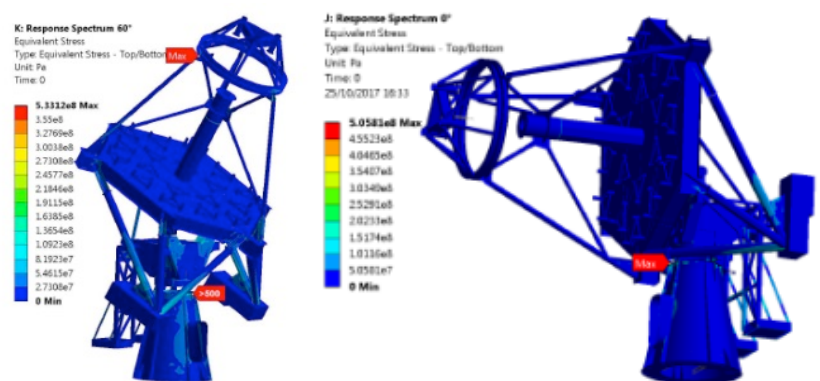 K: Response Spectrum 60°
Equivalent Stress
Type: Equivalent Stress - Top/Bottom
Unit: Pa
Time: 0
Max
5.3312e8 Max
3.55e8
3.2769e8
3.0038e8
2.7308e8
2.4577e8
2.1846e8
1.9115e8
1.6385e8
1.3654e8
1.0923e8
8.1923e7
5.4615e7
2.7308e7
0 Min
>800
J: Response Spectrum 0°
Equivalent Stress
Type: Equivalent Stress - Top/Bottom
Unit: Pa
Time: 0
25/10/2017 16:33
5.0581e8 Max
4.5523e8
4.0465e8
3.5407e8
3.0349e8
2.5291e8
2.0233e8
1.5174e8
1.0116e8
5.0581e7
0 Min
Max